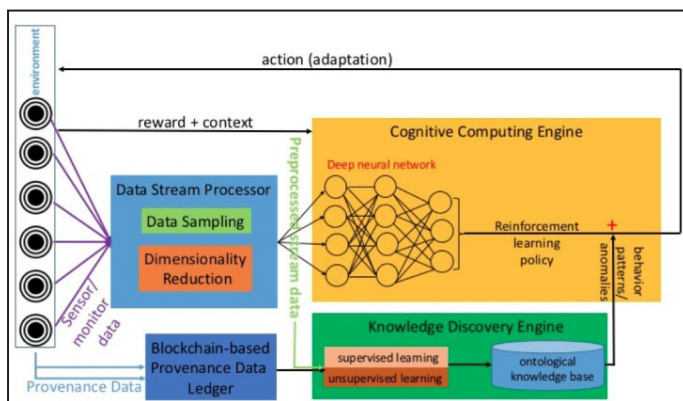 environment
action (adaptation)
reward + context
Cognitive Computing Engine
Deep neural network
Preprocessed stream data
Data Stream Processor
Data Sampling
Dimensionality
Reduction
Reinforcement
learning
policy
+
behavior
patterns/
anomalies
Sensor/
monitor
data
Knowledge Discovery Engine
Blockchain-based
Provenance Data
Ledger
supervised learning
unsupervised learning
ontological
knowledge base
Provenance Data